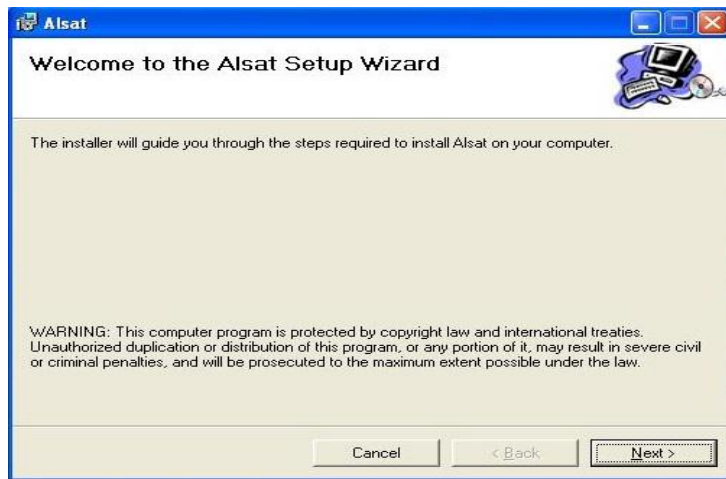 Alsat
Welcome to the Alsat Setup Wizard
The installer will guide you through the steps required to install Alsat on your computer.
WARNING: This computer program is protected by copyright law and international treaties.
Unauthorized duplication or distribution of this program, or any portion of it, may result in severe civil
or criminal penalties, and will be prosecuted to the maximum extent possible under the law.
Cancel
< Back
Next >